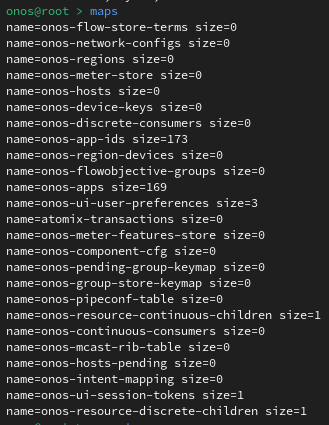 onos@root > maps
name=onos-flow-store-terms size=0
name=onos-network-configs size=0
name=onos-regions size=0
name=onos-meter-store size=0
name=onos-hosts size=0
name=onos-device-keys size=0
name=onos-discrete-consumers size=0
name=onos-app-ids size=173
name=onos-region-devices size=0
name=onos-flowobjective-groups size=0
name=onos-apps size=169
name=onos-ui-user-preferences size=3
name=atomix-transactions size=0
name=onos-meter-features-store size=0
name=onos-component-cfg size=0
name=onos-pending-group-keymap size=0
name=onos-group-store-keymap size=0
name=onos-pipeconf-table size=0
name=onos-resource-continuous-children size=1
name=onos-continuous-consumers size=0
name=onos-mcast-rib-table size=0
name=onos-hosts-pending size=0
name=onos-intent-mapping size=0
name=onos-ui-session-tokens size=1
name=onos-resource-discrete-children size=1